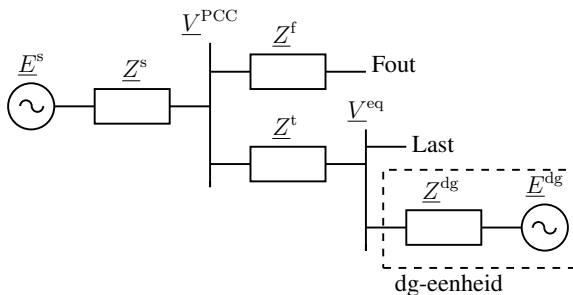 V^PCC
E^s
Z^s
Z^f
Fout
V^eq
Z^t
Last
Z^dg
E^dg
dg-eenheid